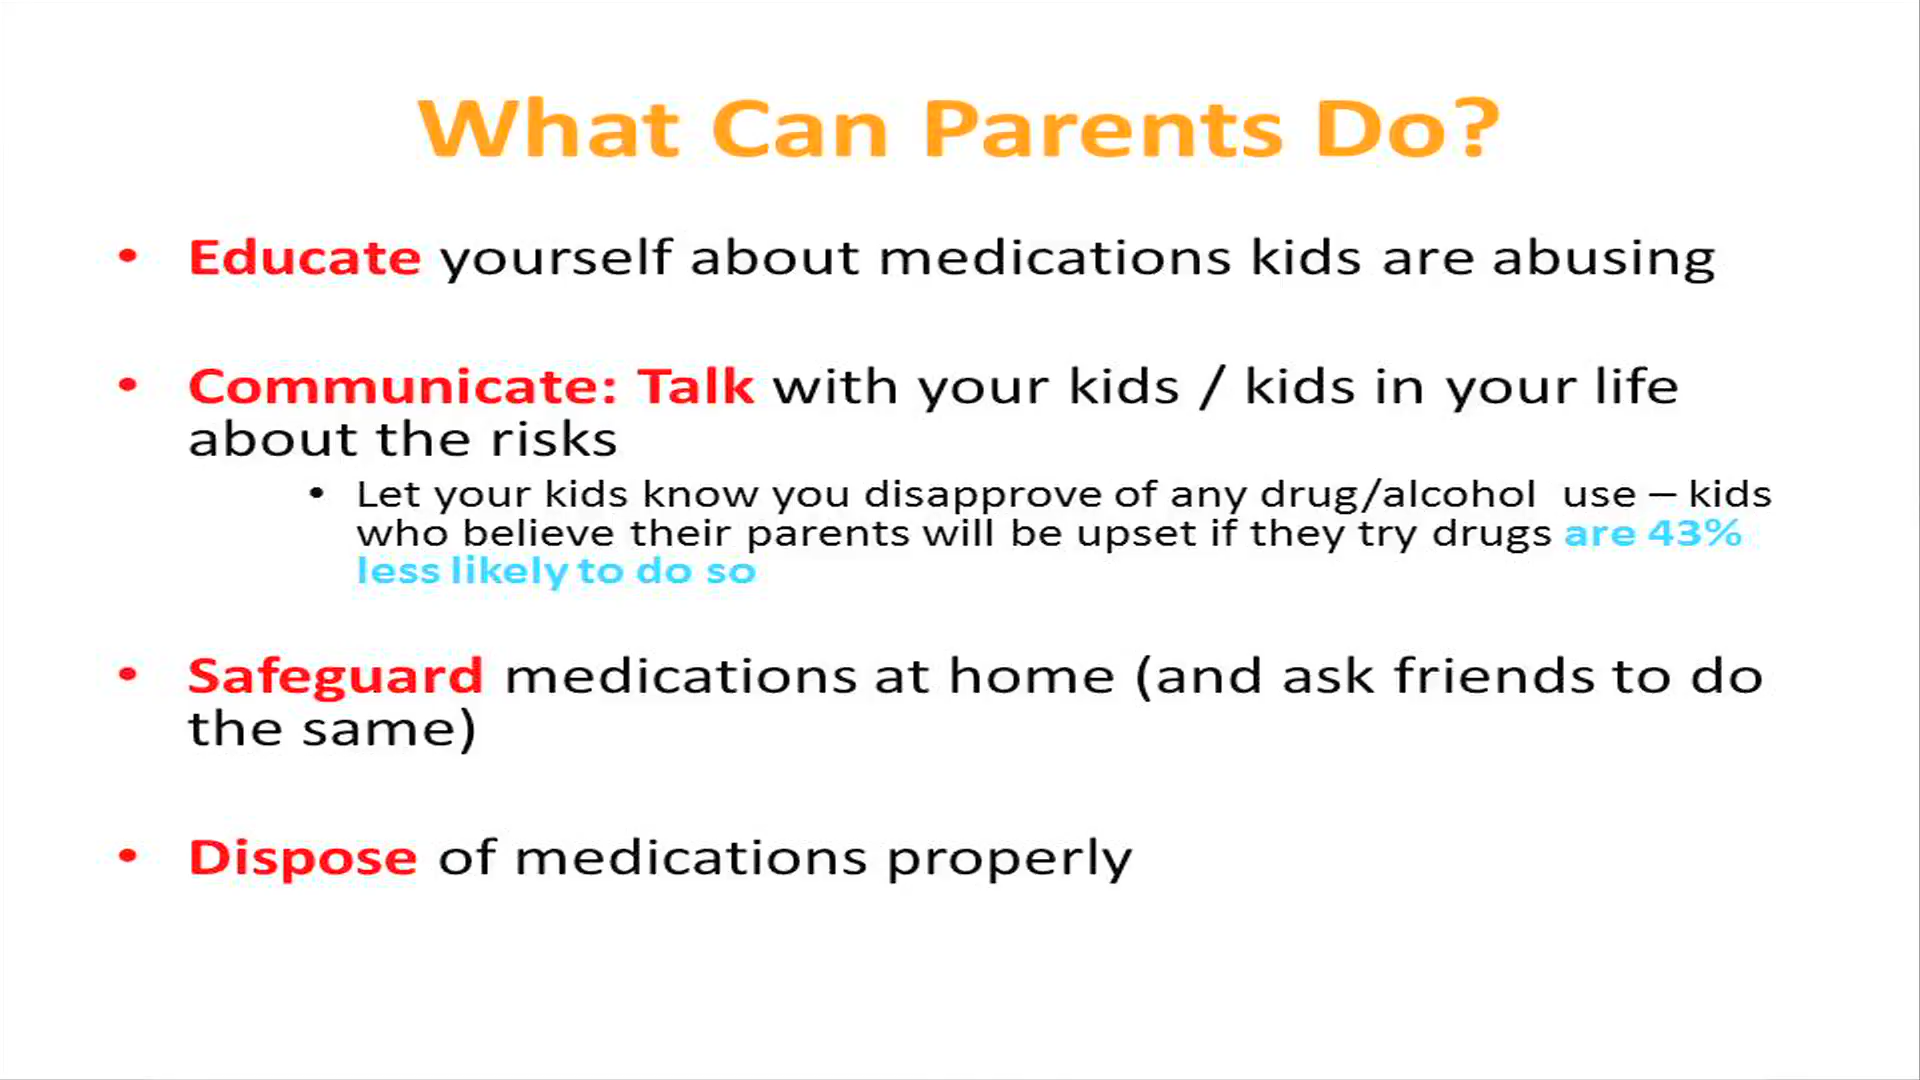 What Can Parents Do?
• Educate yourself about medications kids are abusing
• Communicate: Talk with your kids / kids in your life
about the risks
• Let your kids know you disapprove of any drug/alcohol  use – kids
who believe their parents will be upset if they try drugs are 43%
less likely to do so
• Safeguard medications at home (and ask friends to do
the same)
• Dispose of medications properly